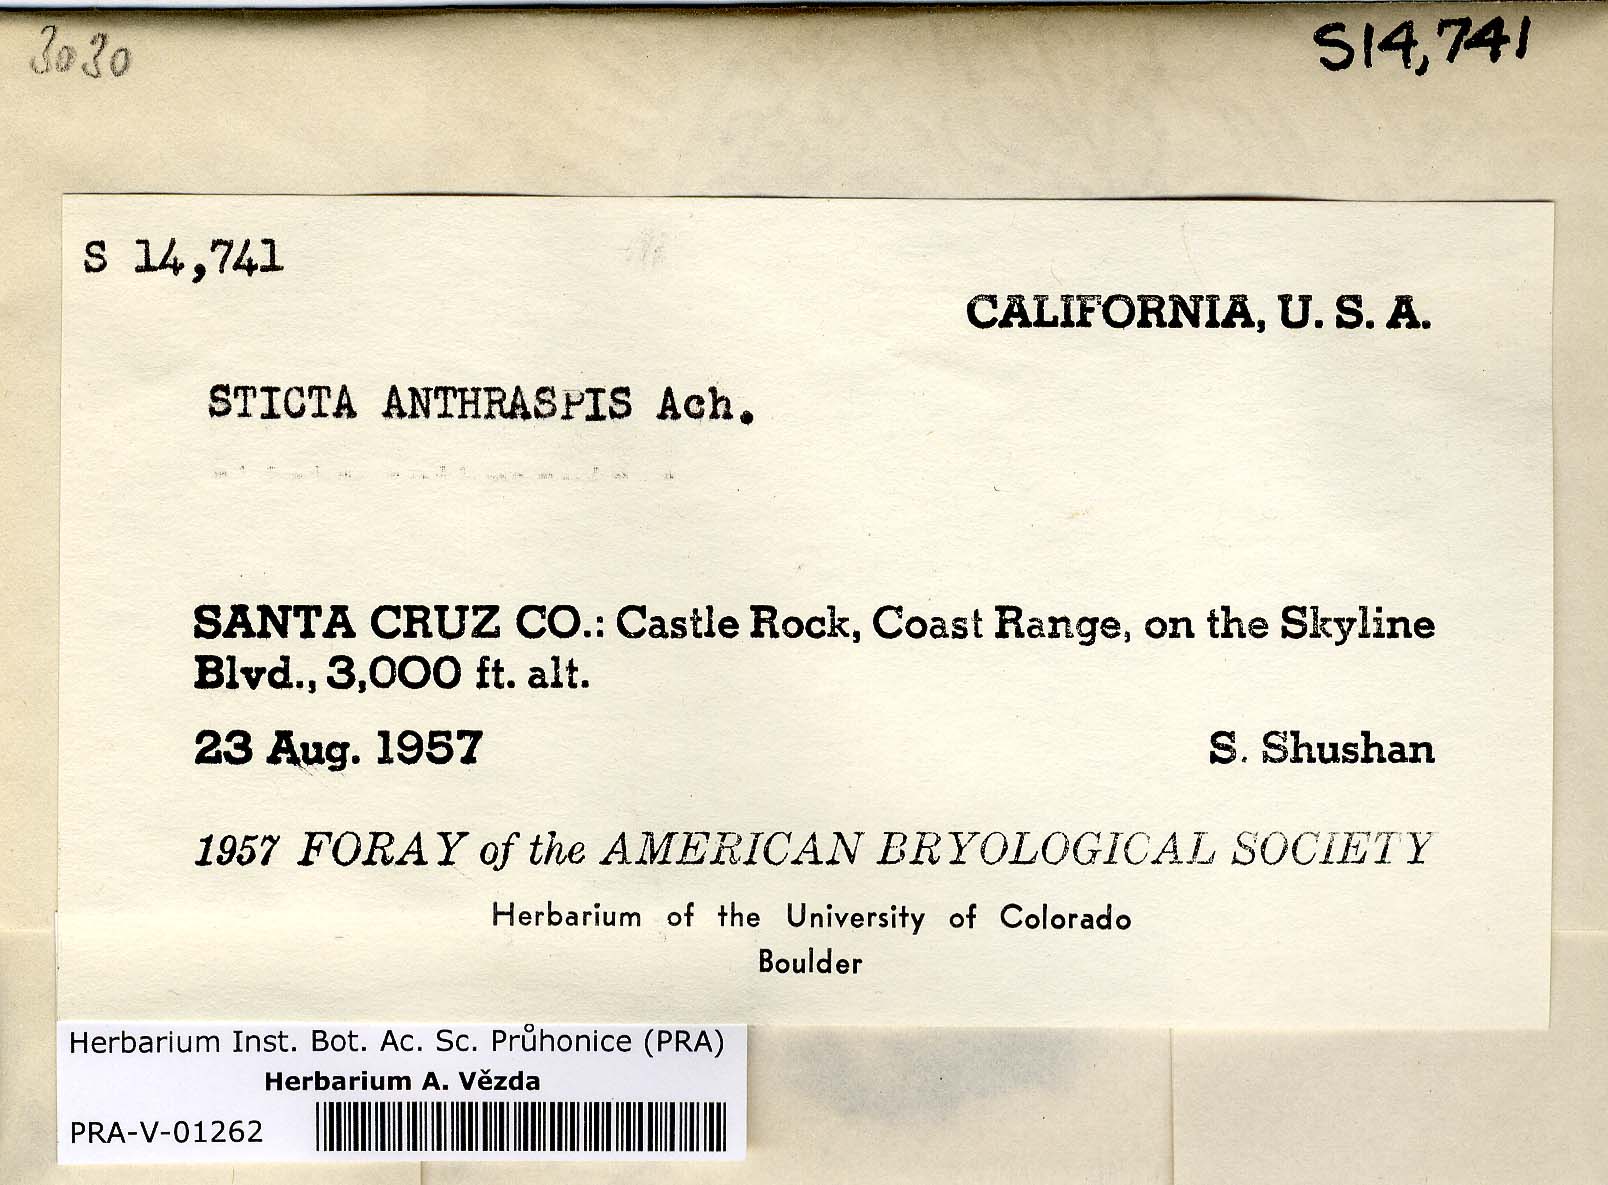 3030
S14,741
S 14,741
CALIFORNIA, U. S. A.
STICTA ANTHRASPIS Ach.
SANTA CRUZ CO.: Castle Rock, Coast Range, on the Skyline
Blvd., 3,000 ft. alt.
23 Aug. 1957 S. Shushan
1957 FORAY of the AMERICAN BRYOLOGICAL SOCIETY
Herbarium of the University of Colorado
Boulder
Herbarium Inst. Bot. Ac. Sc. Průhonice (PRA)
Herbarium A. Vězda
PRA-V-01262